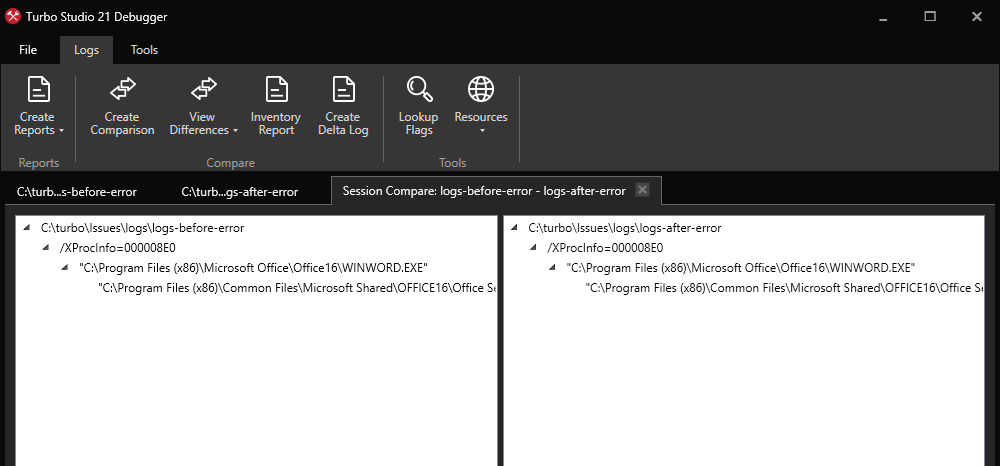 Turbo Studio 21 Debugger
File Logs Tools
Create Reports
Create Comparison
View Differences
Inventory Report
Create Delta Log
Lookup Flags
Resources
Reports Compare Tools
C:\turb...s-before-error C:\turb...gs-after-error Session Compare: logs-before-error - logs-after-error
C:\turbo\Issues\logs\logs-before-error
/XProcInfo=000008E0
"C:\Program Files (x86)\Microsoft Office\Office16\WINWORD.EXE"
"C:\Program Files (x86)\Common Files\Microsoft Shared\OFFICE16\Office Se
C:\turbo\Issues\logs\logs-after-error
/XProcInfo=000008E0
"C:\Program Files (x86)\Microsoft Office\Office16\WINWORD.EXE"
"C:\Program Files (x86)\Common Files\Microsoft Shared\OFFICE16\Office Se